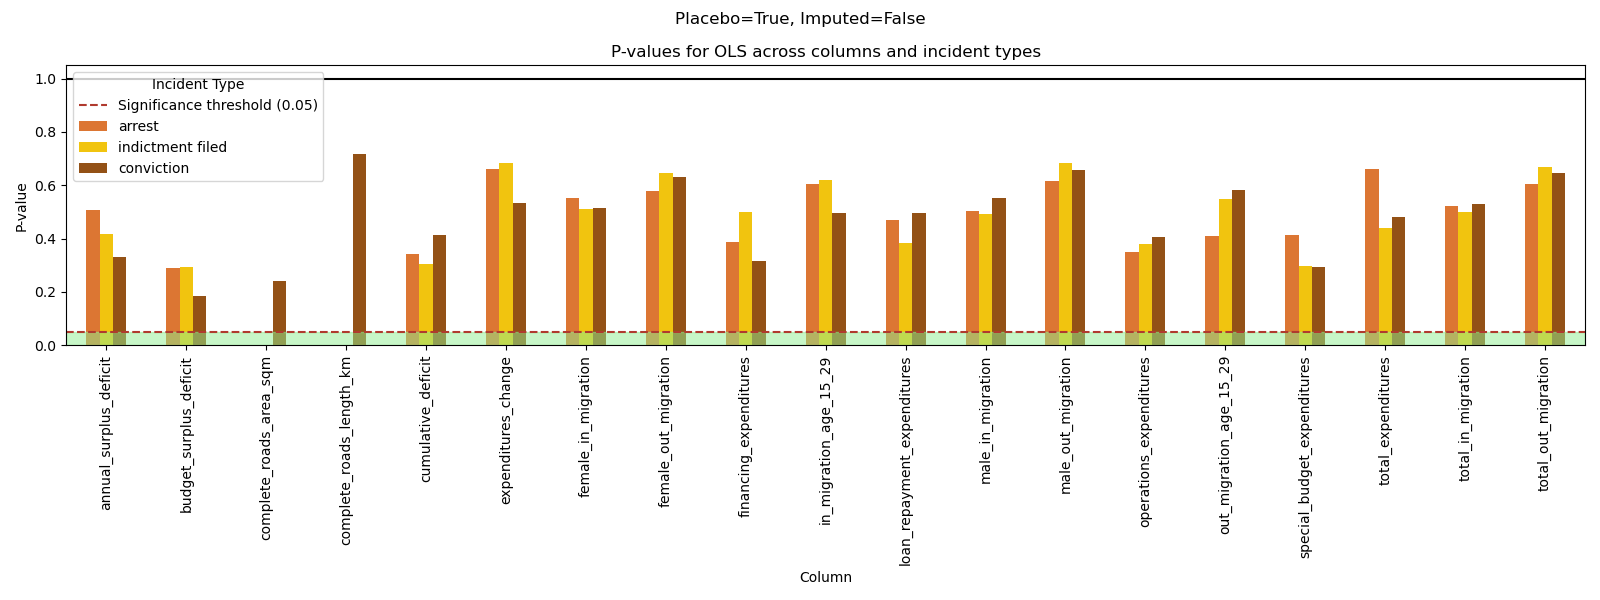 Placebo=True, Imputed=False
P-values for OLS across columns and incident types
Incident Type
Significance threshold (0.05)
arrest
indictment filed
conviction
P-value
1.0
0.8
0.6
0.4
0.2
0.0
annual_surplus_deficit
budget_surplus_deficit
complete_roads_area_sqm
complete_roads_length_km
cumulative_deficit
expenditures_change
female_in_migration
female_out_migration
financing_expenditures
in_migration_age_15_29
loan_repayment_expenditures
male_in_migration
male_out_migration
operations_expenditures
out_migration_age_15_29
special_budget_expenditures
total_expenditures
total_in_migration
total_out_migration
Column